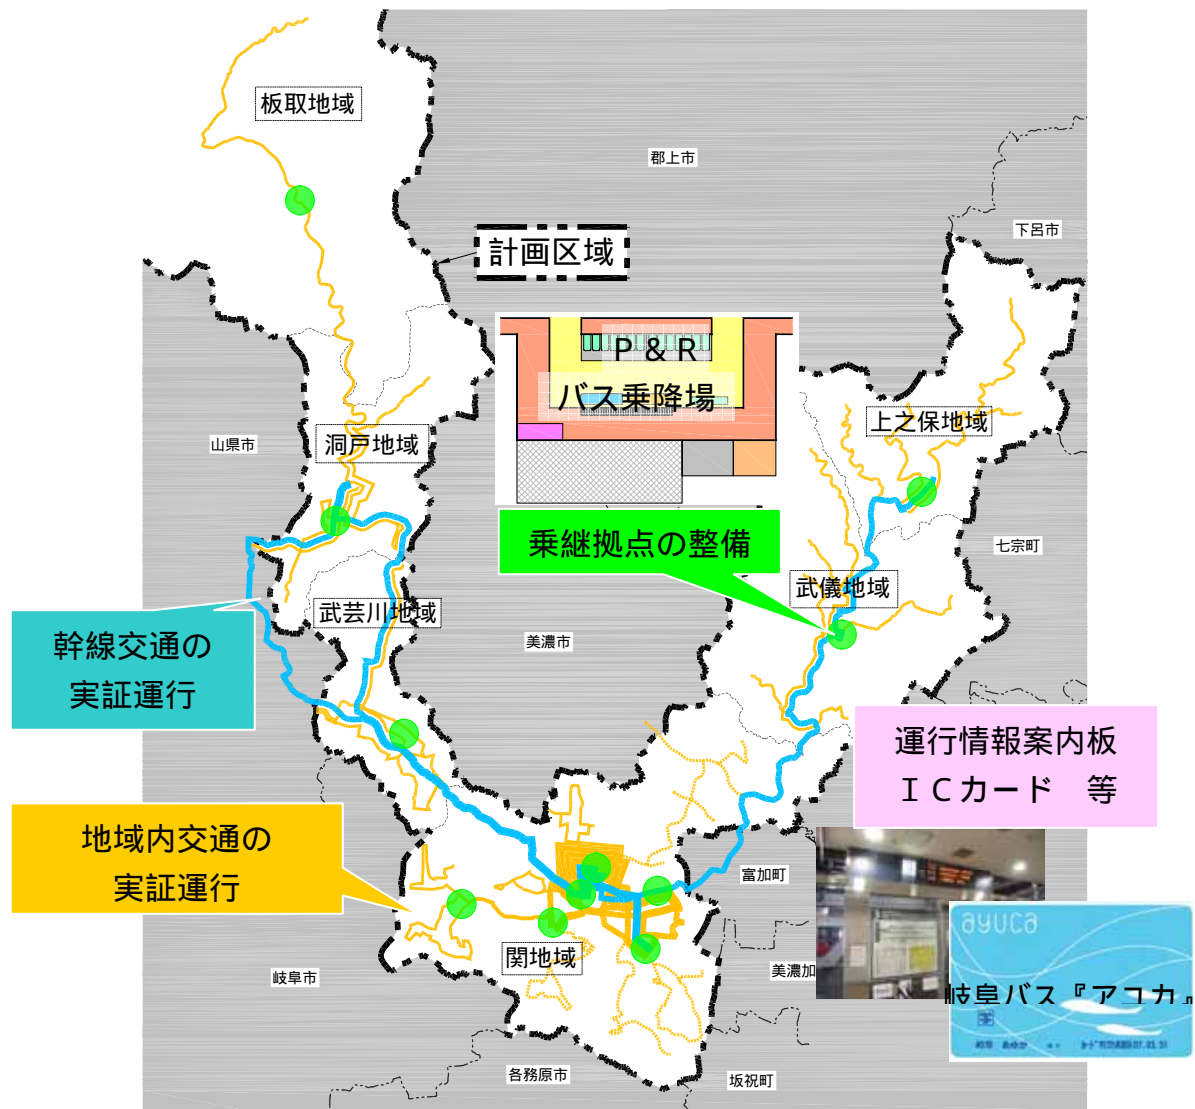 板取地域
郡上市
下呂市
計画区域
P & R
バス乗降場
上之保地域
山県市
洞戸地域
乗継拠点の整備
七宗町
武儀地域
武芸川地域
美濃市
幹線交通の
実証運行
運行情報案内板
ＩＣカード　等
地域内交通の
実証運行
富加町
ayuca
関地域
美濃加
岐阜市
岐阜バス『アユカ』
各務原市
坂祝町